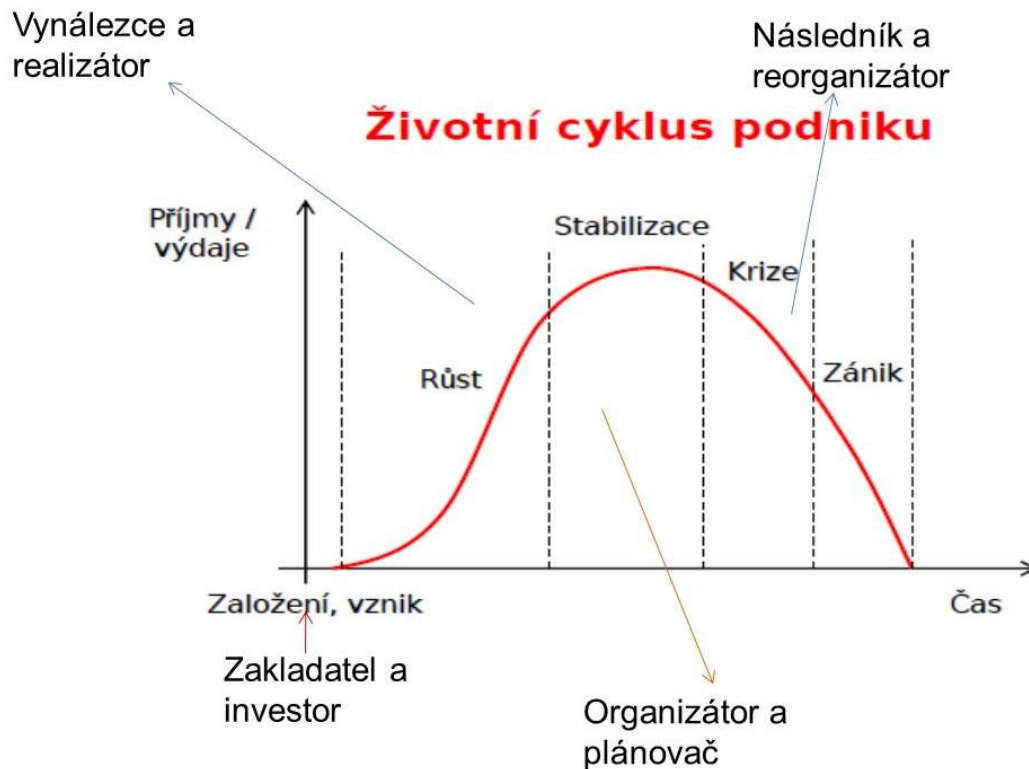 Vynálezce a
realizátor
Následník a
reorganizátor
Životní cyklus podniku
Příjmy /
výdaje
Stabilizace
Krize
Růst
Zánik
Založení, vznik
Čas
Zakladatel a
investor
Organizátor a
plánovač